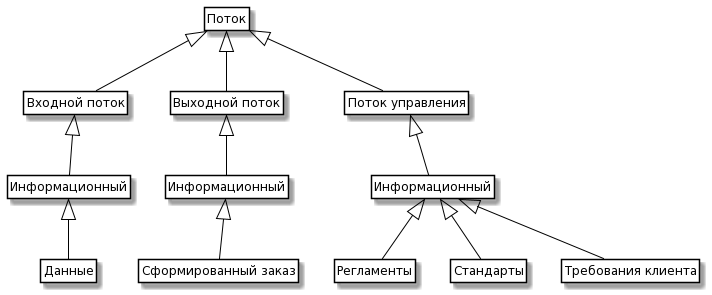 Поток
Входной поток
Выходной поток
Поток управления
Информационный
Информационный
Информационный
Данные
Сформированный заказ
Регламенты
Стандарты
Требования клиента